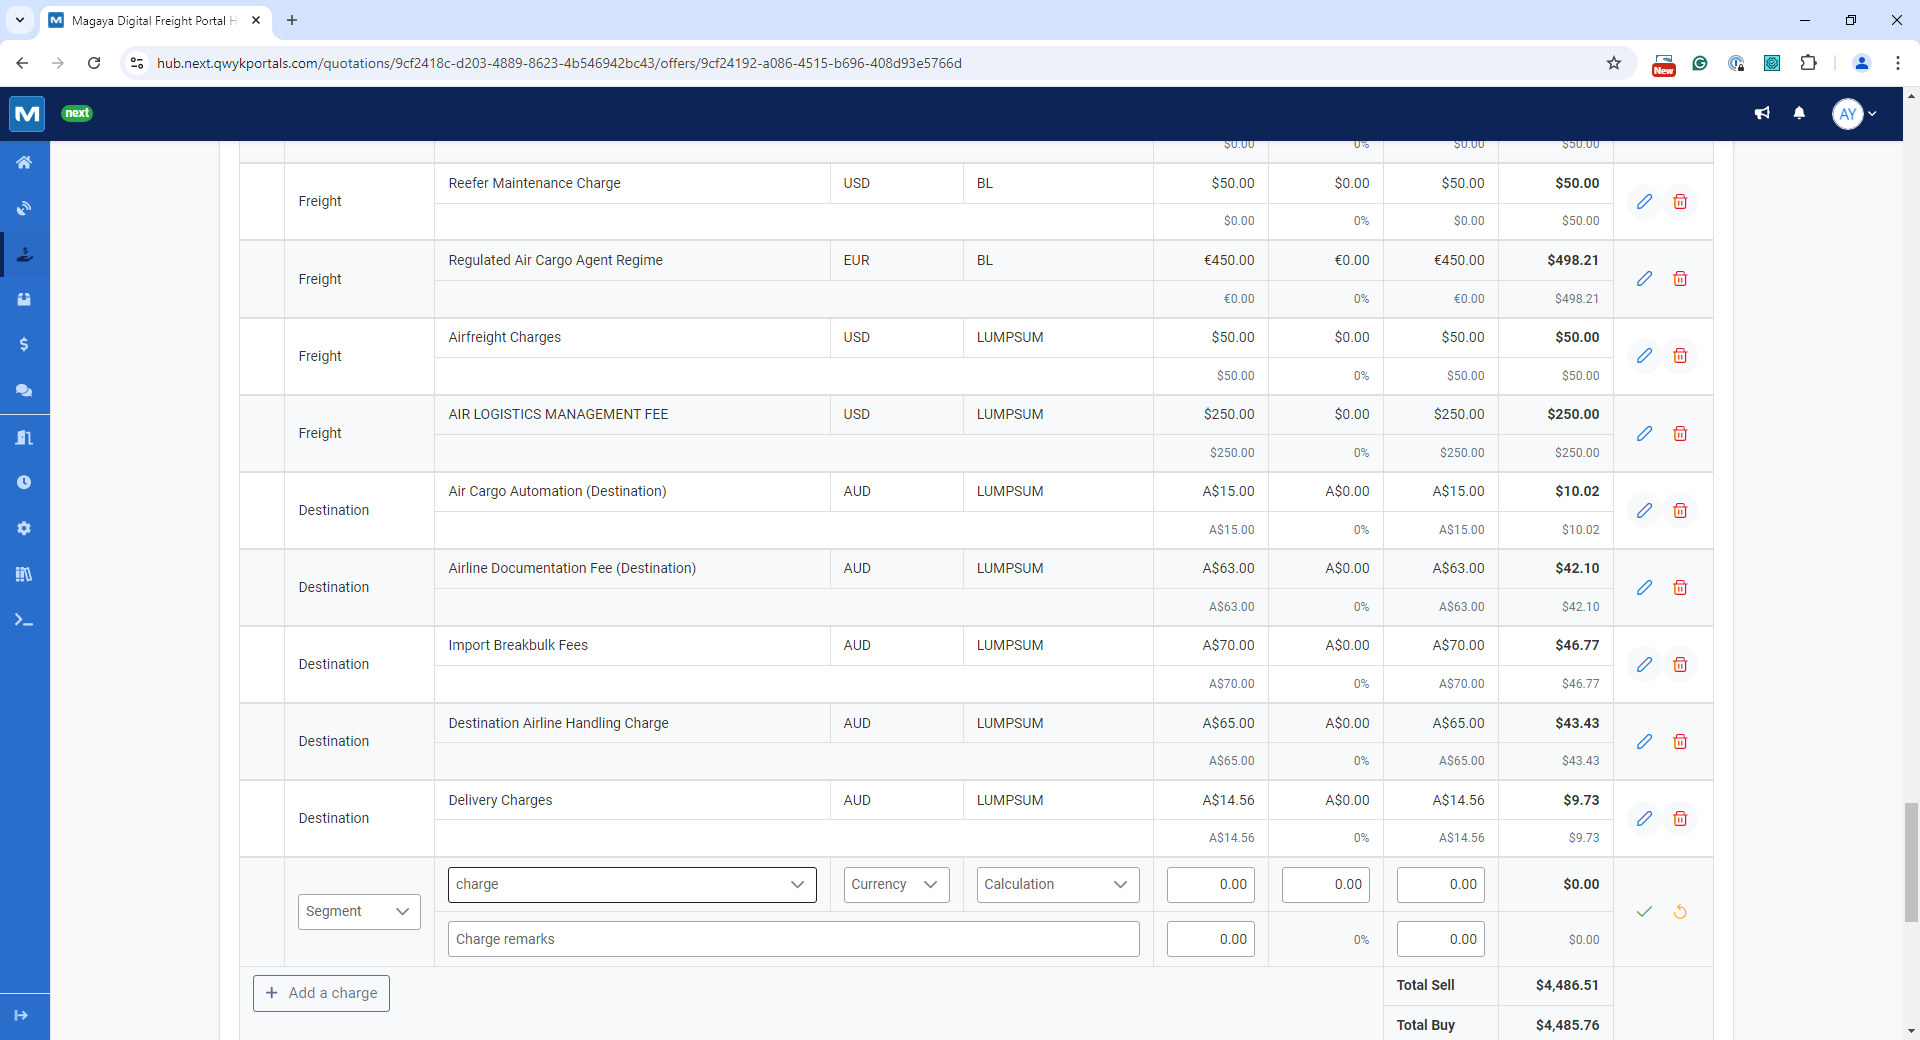 Magaya Digital Freight Portal H
hub.next.qwykportals.com/quotations/9cf2418c-d203-4889-8623-4b546942bc43/offers/9cf24192-a086-4515-b696-408d93e5766d
New
next
AY
$0.00 0% $0.00 $50.00
Freight
Reefer Maintenance Charge USD BL $50.00 $0.00 $50.00 $50.00
$0.00 0% $0.00 $50.00
Freight
Regulated Air Cargo Agent Regime EUR BL €450.00 €0.00 €450.00 $498.21
€0.00 0% €0.00 $498.21
Freight
Airfreight Charges USD LUMPSUM $50.00 $0.00 $50.00 $50.00
$50.00 0% $50.00 $50.00
Freight
AIR LOGISTICS MANAGEMENT FEE USD LUMPSUM $250.00 $0.00 $250.00 $250.00
$250.00 0% $250.00 $250.00
Destination
Air Cargo Automation (Destination) AUD LUMPSUM A$15.00 A$0.00 A$15.00 $10.02
A$15.00 0% A$15.00 $10.02
Destination
Airline Documentation Fee (Destination) AUD LUMPSUM A$63.00 A$0.00 A$63.00 $42.10
A$63.00 0% A$63.00 $42.10
Destination
Import Breakbulk Fees AUD LUMPSUM A$70.00 A$0.00 A$70.00 $46.77
A$70.00 0% A$70.00 $46.77
Destination
Destination Airline Handling Charge AUD LUMPSUM A$65.00 A$0.00 A$65.00 $43.43
A$65.00 0% A$65.00 $43.43
Destination
Delivery Charges AUD LUMPSUM A$14.56 A$0.00 A$14.56 $9.73
A$14.56 0% A$14.56 $9.73
Segment
charge Currency Calculation 0.00 0.00 0.00 $0.00
Charge remarks 0.00 0% 0.00 $0.00
Add a charge
Total Sell $4,486.51
Total Buy $4,485.76